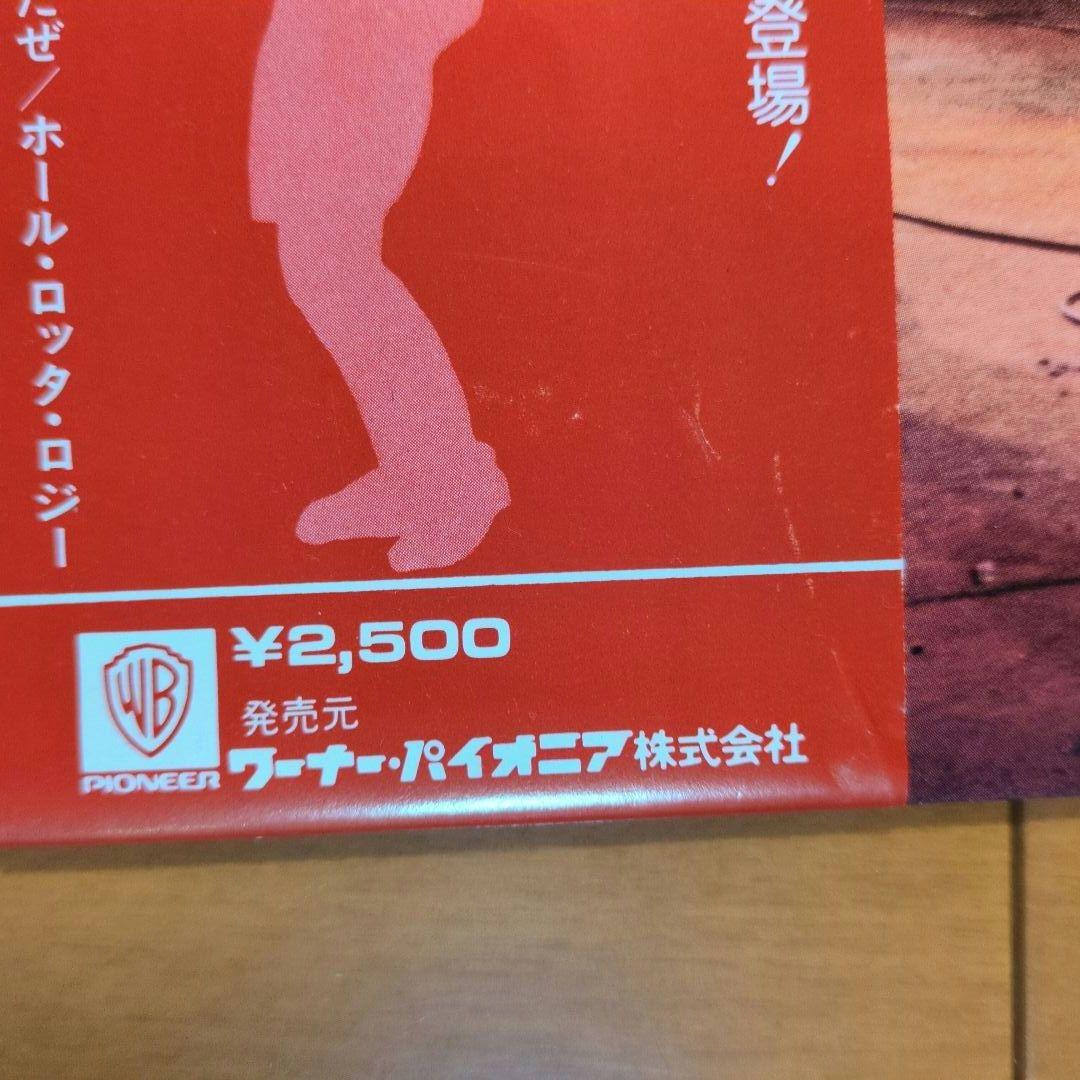 登場!
だぜ/ホール・ロッタ・ロジー
WB
PIONEER
¥2,500
発売元
ワーナー・パイオニア株式会社